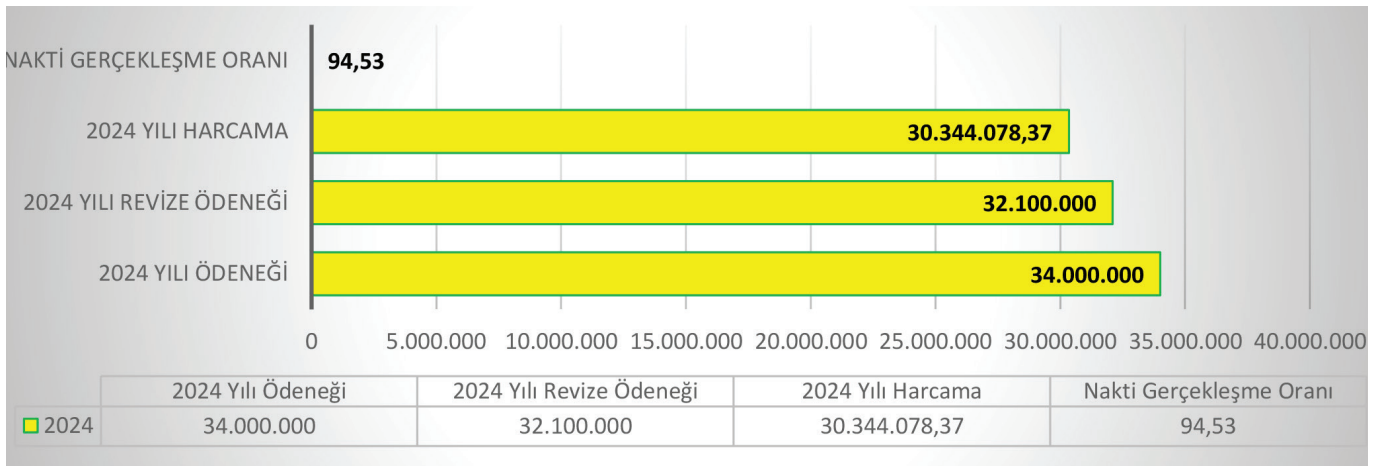 NAKTİ GERÇEKLEŞME ORANI
94,53
2024 YILI HARCAMA
30.344.078,37
2024 YILI REVİZE ÖDENEĞİ
32.100.000
2024 YILI ÖDENEĞİ
34.000.000
0 5.000.000 10.000.000 15.000.000 20.000.000 25.000.000 30.000.000 35.000.000 40.000.000
2024 Yılı Ödeneği 2024 Yılı Revize Ödeneği 2024 Yılı Harcama Nakti Gerçekleşme Oranı
2024 34.000.000 32.100.000 30.344.078,37 94,53